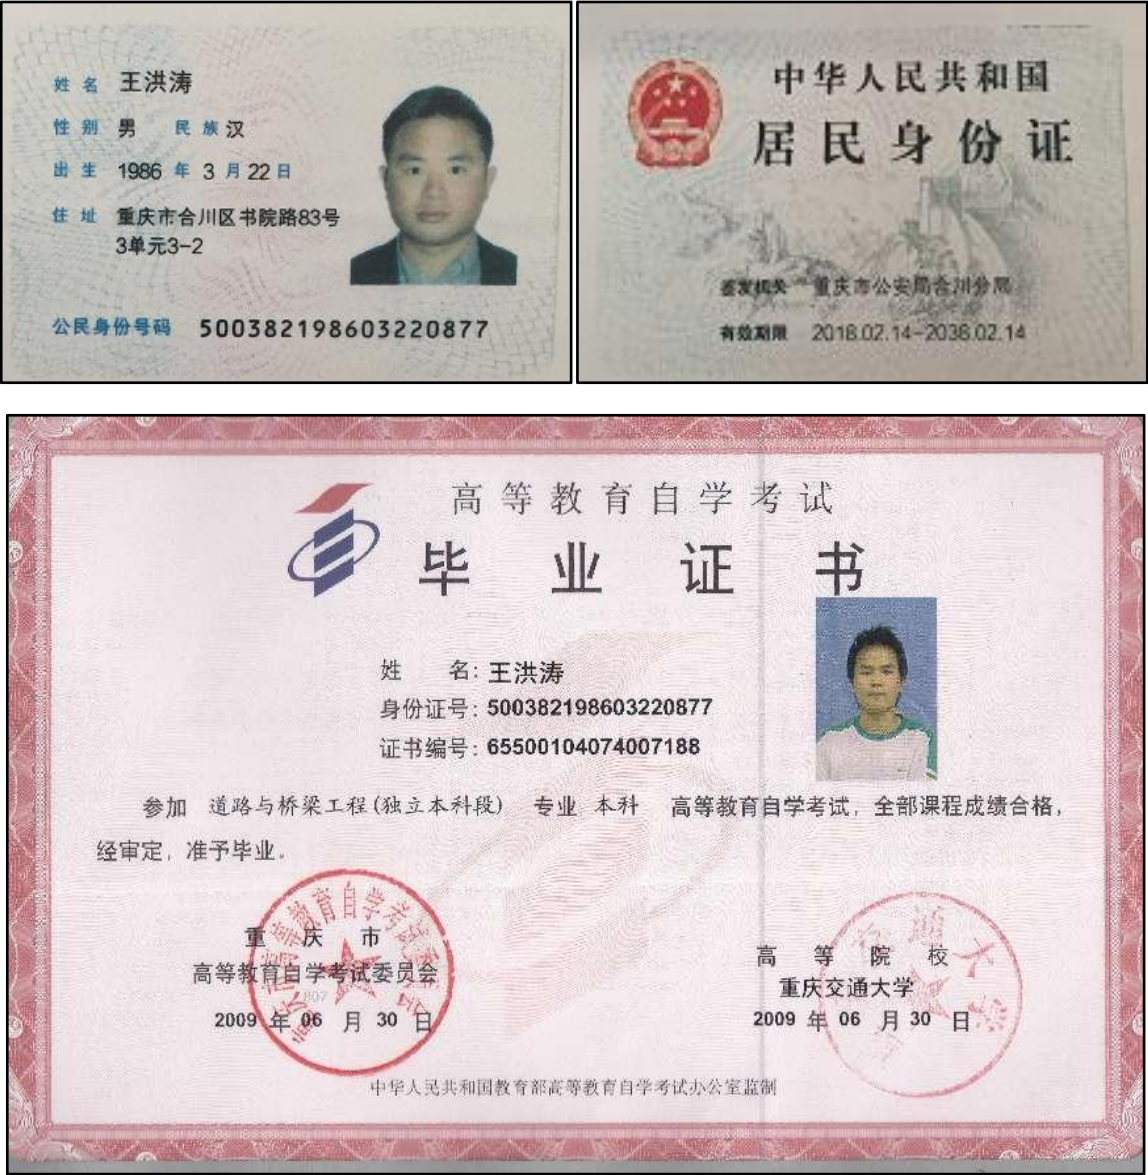 姓名 王洪涛
性别 男 民族 汉
出生 1986 年 3 月 22 日
住址 重庆市合川区书院路83号
3单元3-2
公民身份号码 500382198603220877
中华人民共和国
居民身份证
签发机关 重庆市公安局合川分局
有效期限
高等教育自学考试
毕业证书
姓 名: 王洪涛
身份证号: 500382198603220877
证书编号: 65500104074007188
参加 道路与桥梁工程(独立本科段) 专业 本科 高等教育自学考试, 全部课程成绩合格,
经审定, 准予毕业。
重庆市
高等教育自学考试委员会
2009 年 06 月 30 日
高等院校
重庆交通大学
2009 年 06 月 30 日
中华人民共和国教育部高等教育自学考试办公室监制